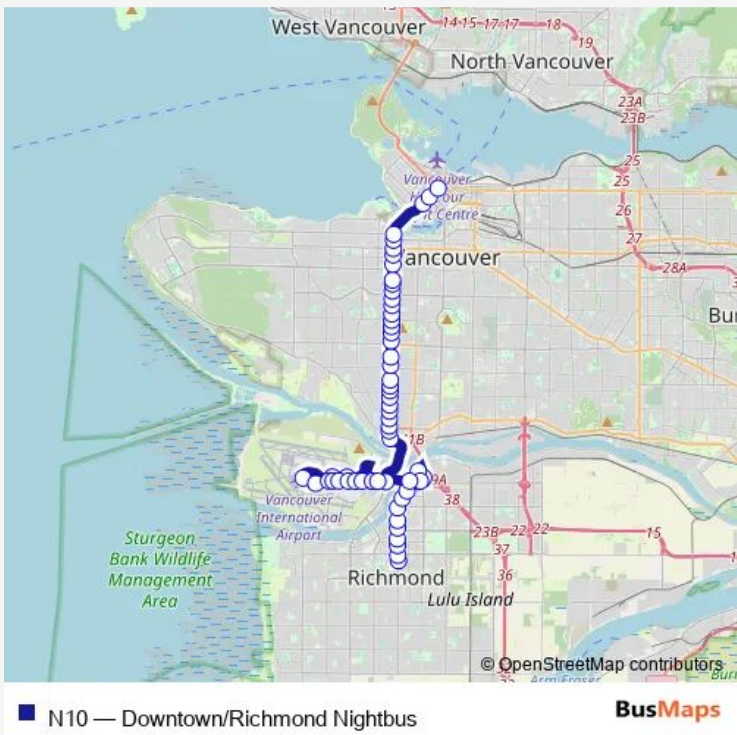 West Vancouver
14-15-17-17
18
19
North Vancouver
23A
23B
25
25
Vancouver
26
27
28A
ancouver
Bu
1B
9A
38
Vancouver
International
Airport
23B
22
22
15
37
36
Sturgeon
Bank Wildlife
Management
Area
Richmond
Lulu Island
© OpenStreetMap contributors
N10 — Downtown/Richmond Nightbus
BusMaps